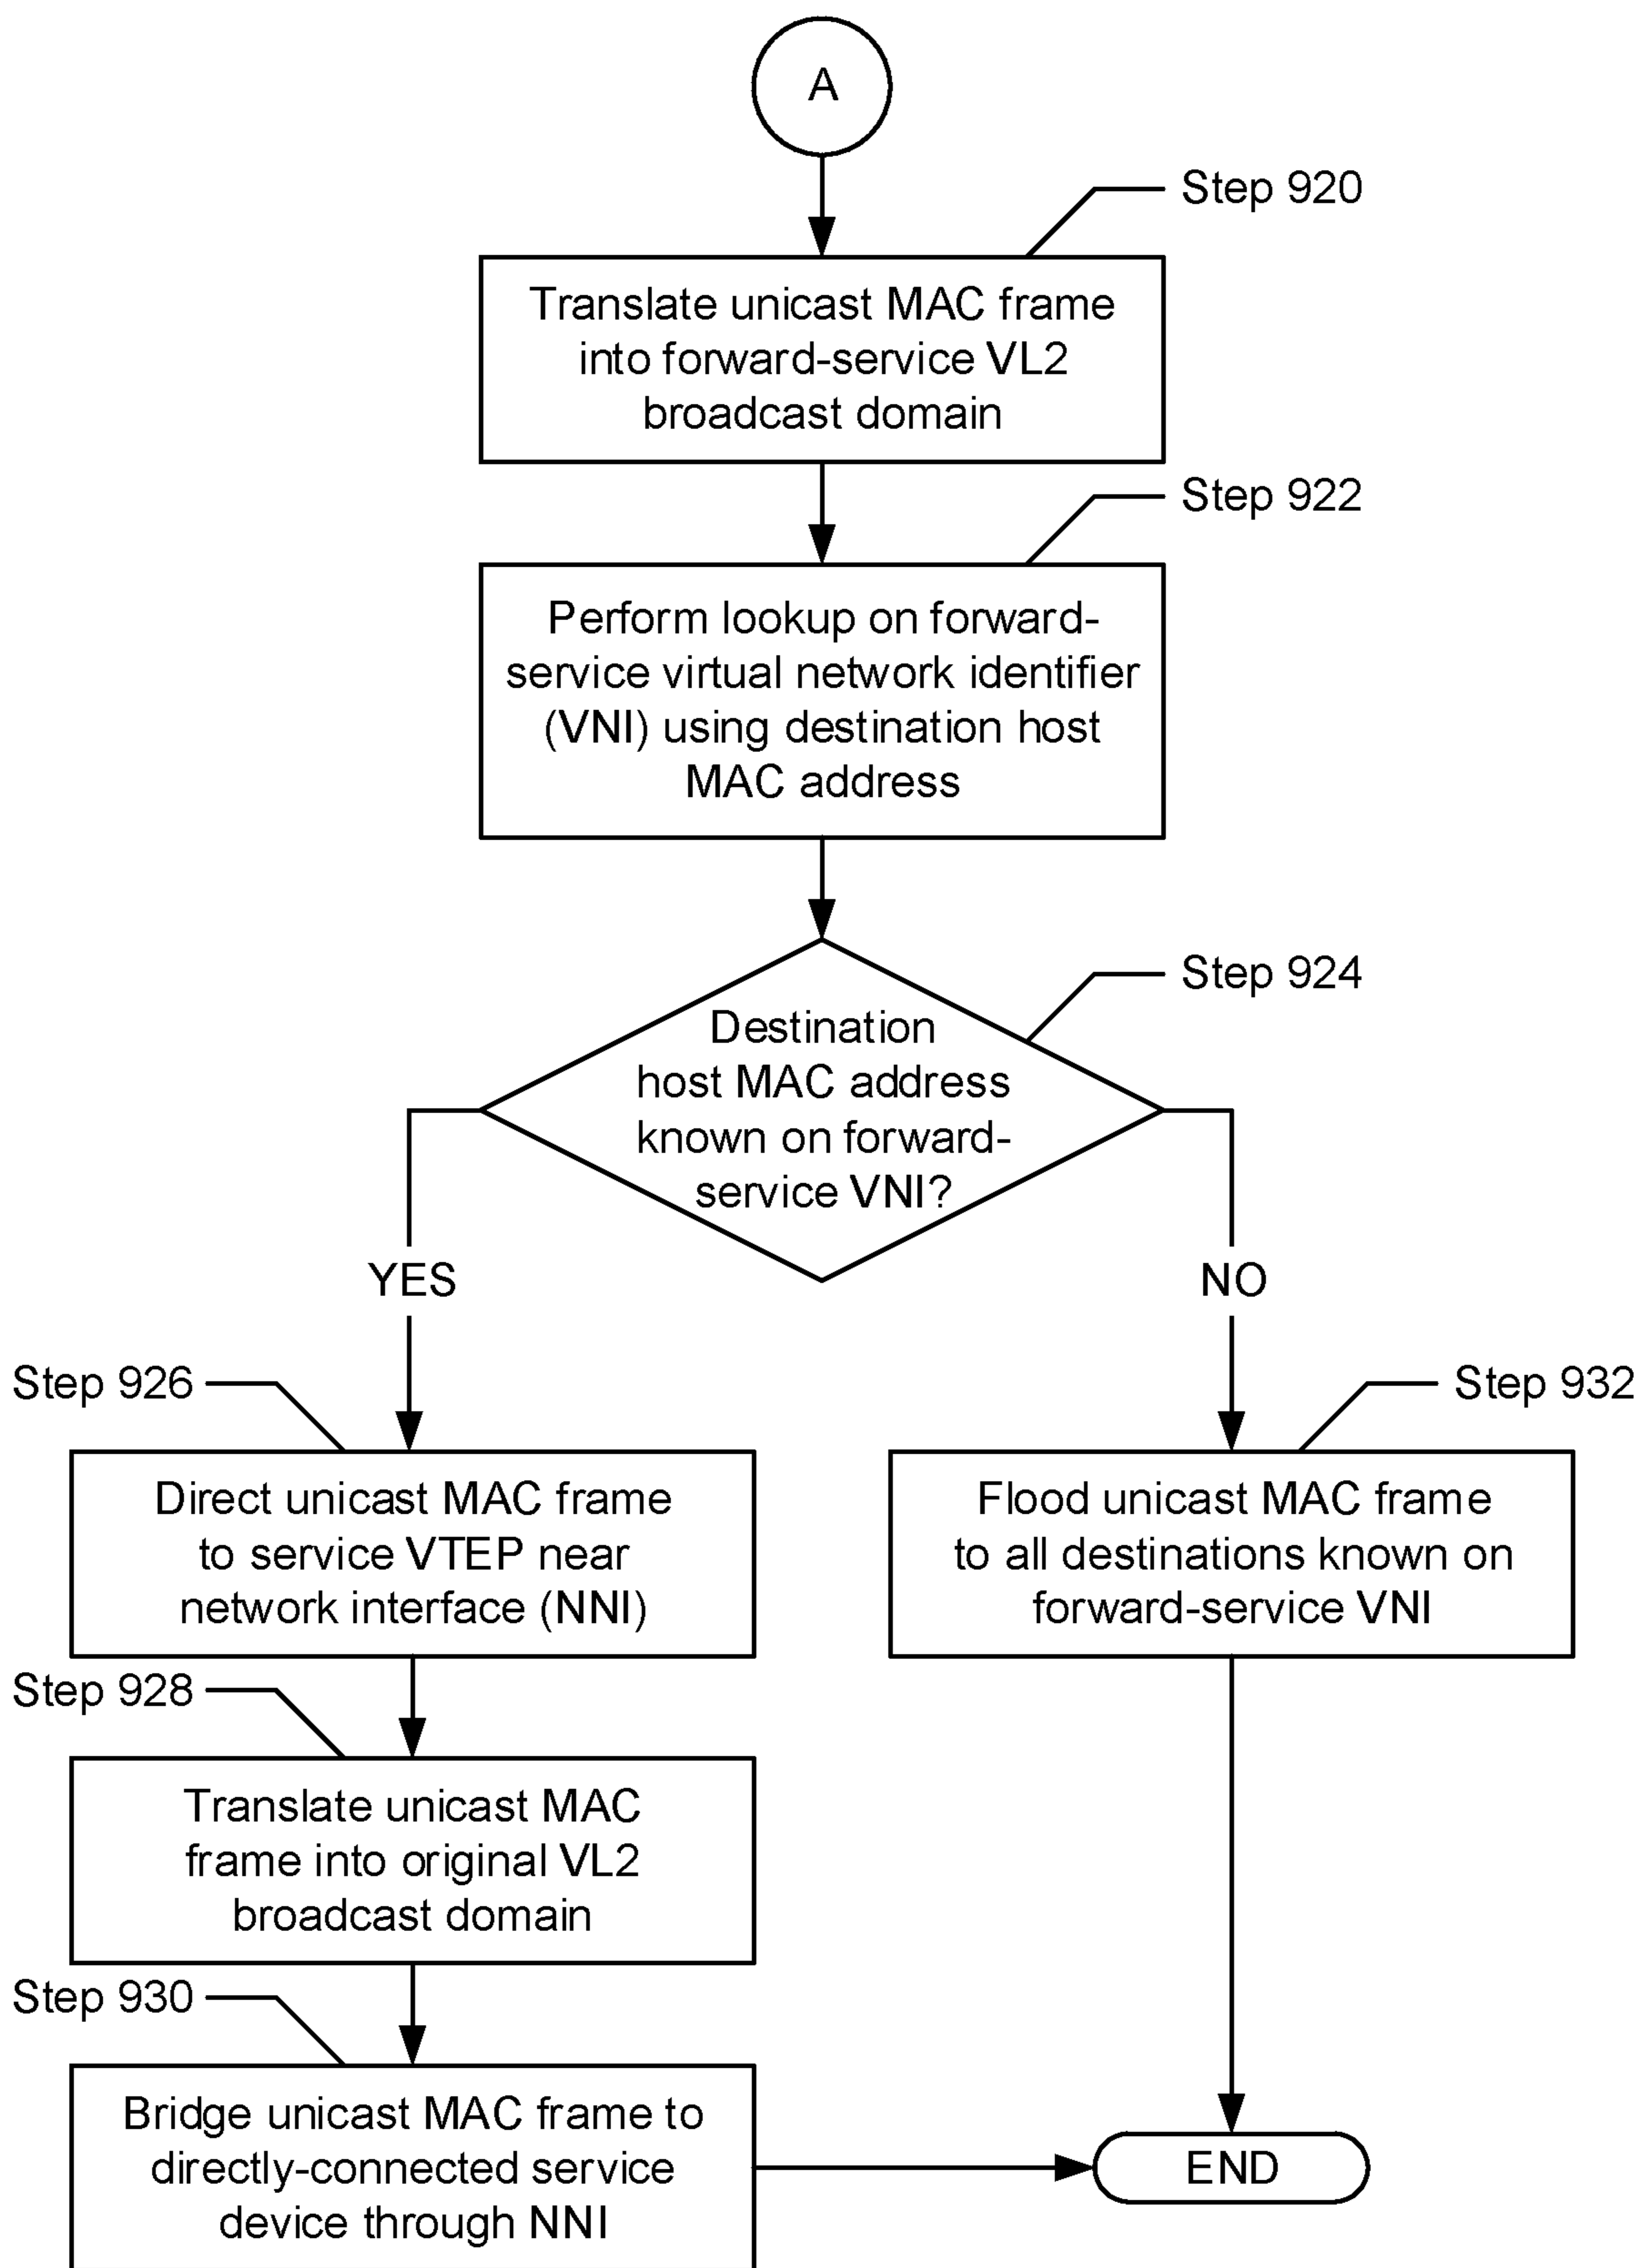 A
Step 920
Translate unicast MAC frame
into forward-service VL2
broadcast domain
Step 922
Perform lookup on forward-
service virtual network identifier
(VNI) using destination host
MAC address
Step 924
Destination
host MAC address
known on forward-
service VNI?
YES
NO
Step 926
Direct unicast MAC frame
to service VTEP near
network interface (NNI)
Step 932
Flood unicast MAC frame
to all destinations known on
forward-service VNI
Step 928
Translate unicast MAC
frame into original VL2
broadcast domain
Step 930
Bridge unicast MAC frame to
directly-connected service
device through NNI
END